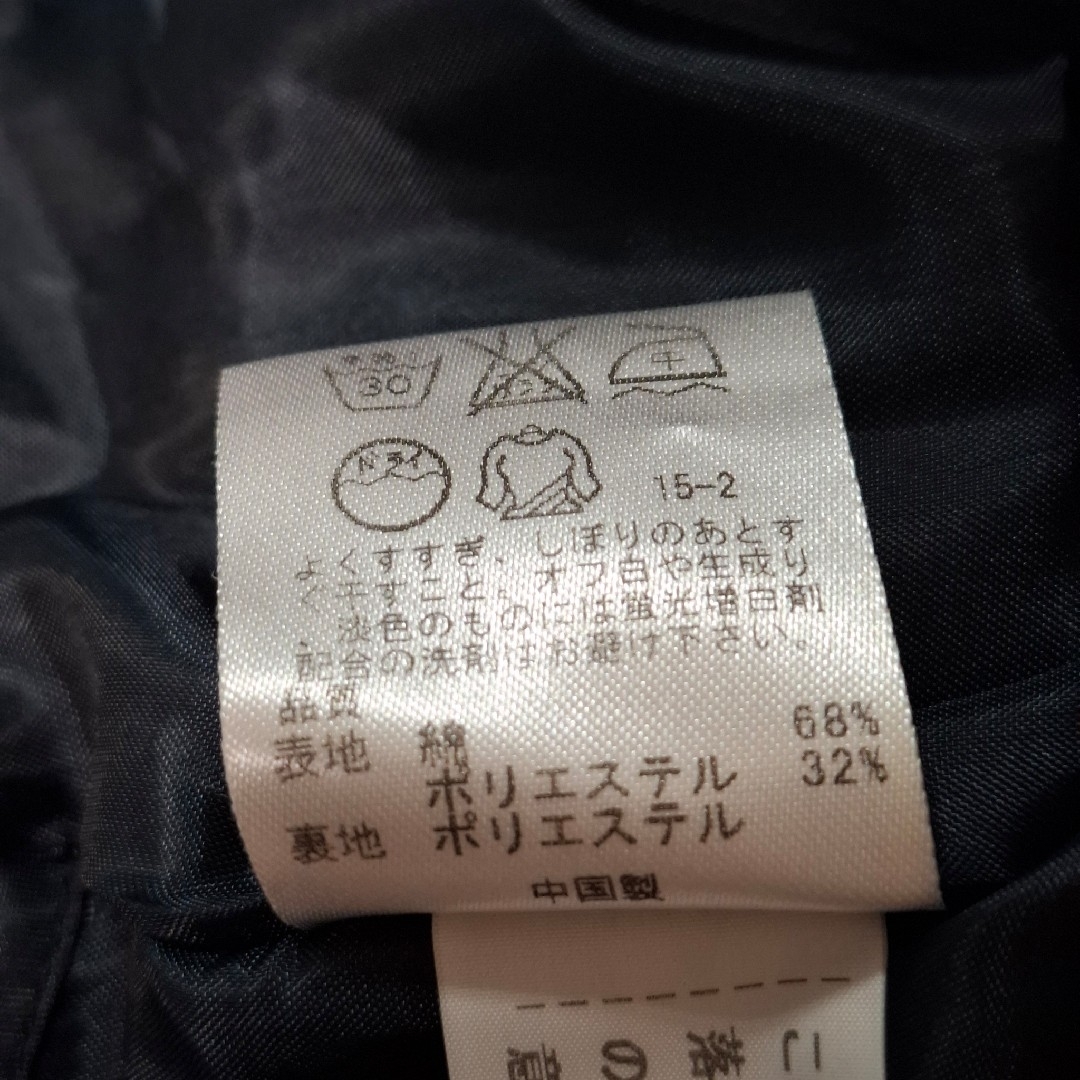 30
中
ドライ
15-2
よくすすぎ、しぼりのあとす
ぐ干すこと。オフ白や生成り
淡色のものには蛍光増白剤
配合の洗剤はお避け下さい。
品質
表地 綿 68%
ポリエステル 32%
裏地 ポリエステル
中国製